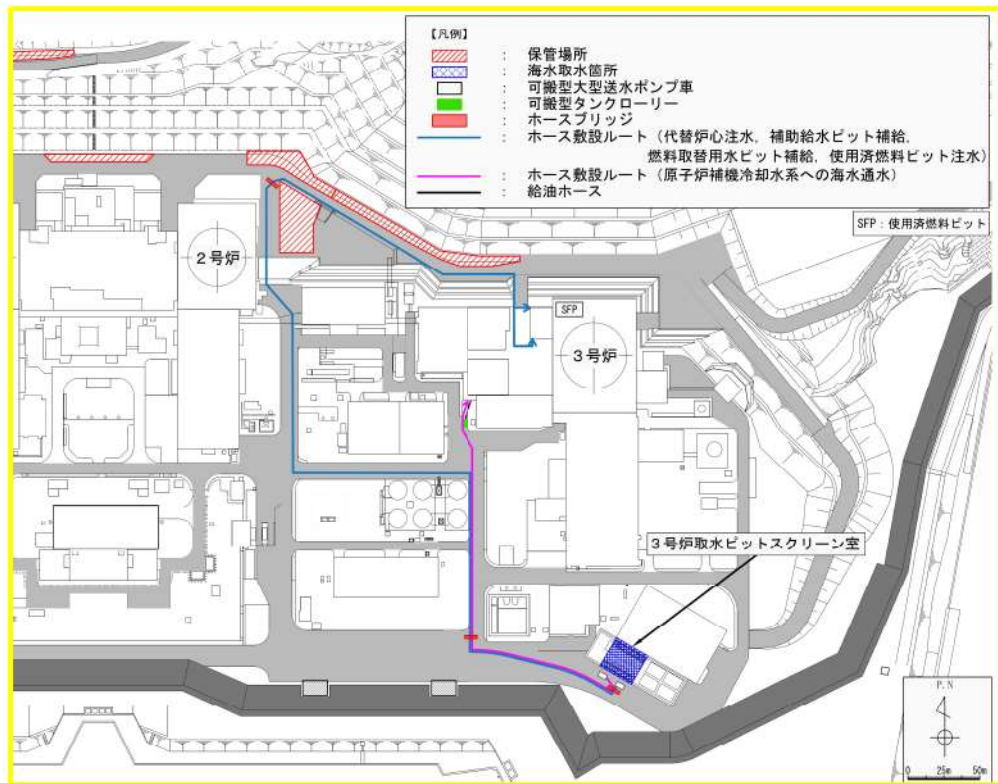 【凡例】
: 保管場所
: 海水取水箇所
: 可搬型大型送水ポンプ車
: 可搬型タンクローリー
: ホースブリッジ
: ホース敷設ルート(代替炉心注水,補助給水ピット補給,
燃料取替用水ピット補給,使用済燃料ピット注水)
: ホース敷設ルート(原子炉補機冷却水系への海水通水)
: 給油ホース
SFP:使用済燃料ピット
2号炉
SFP
3号炉
3号炉取水ピットスクリーン室
P.N
0 25m 50m